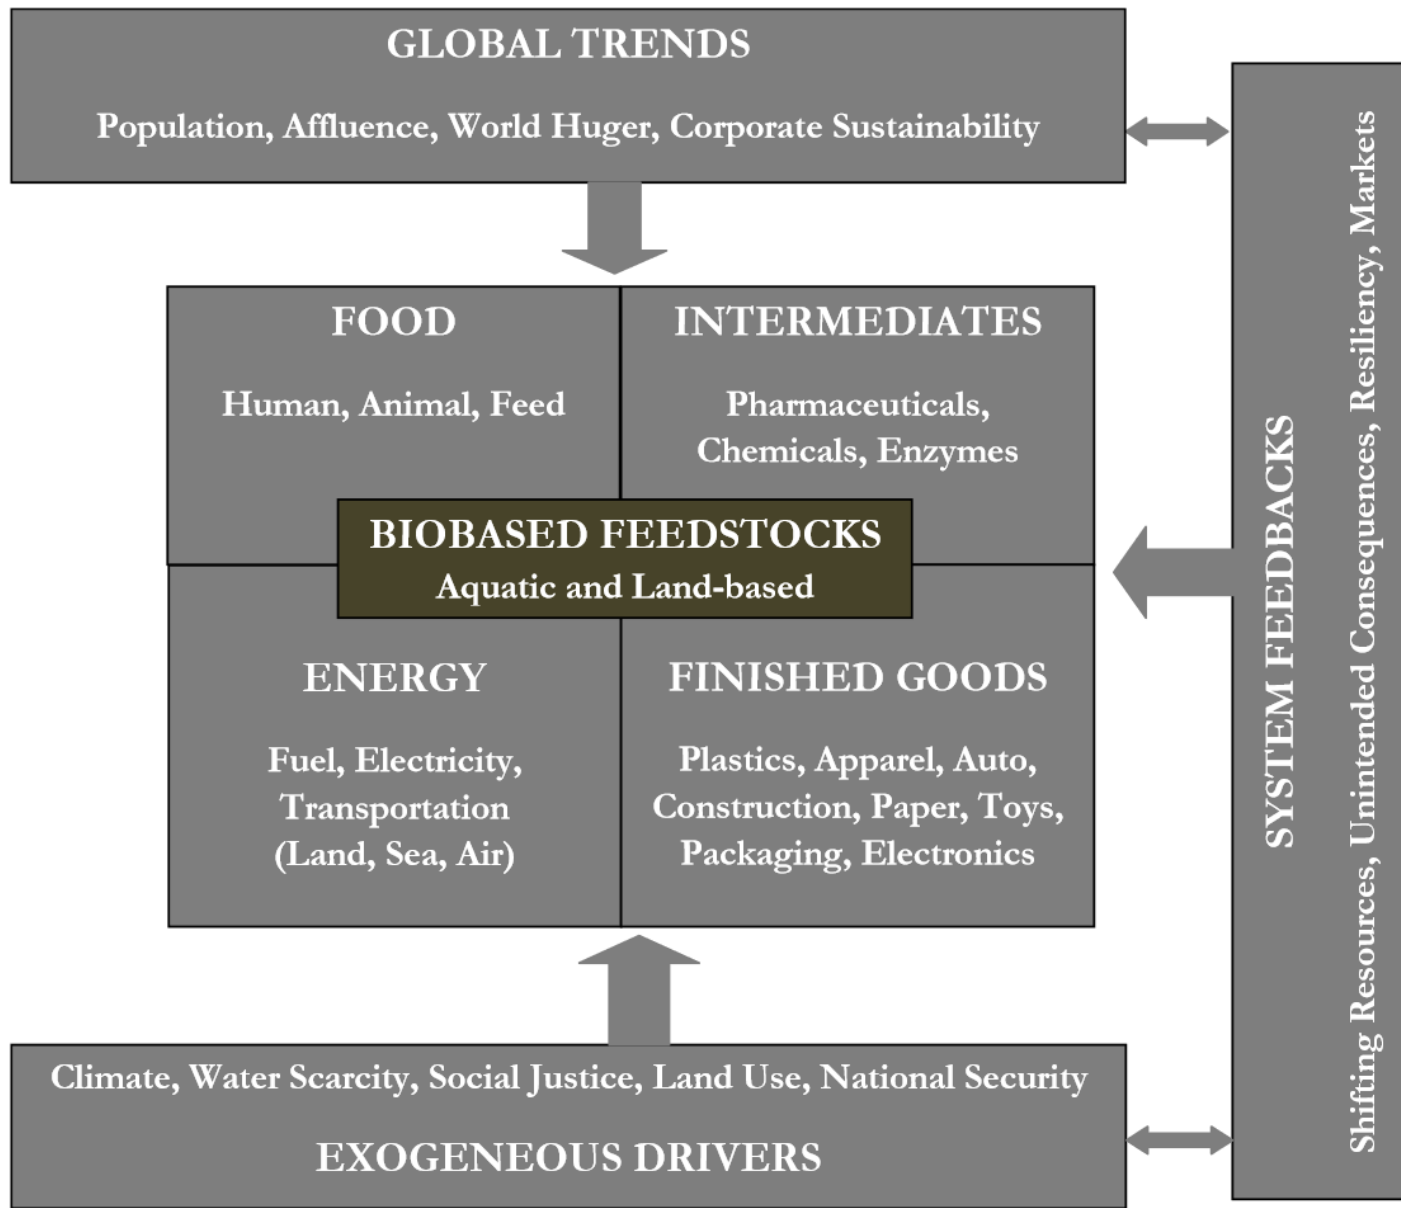 GLOBAL TRENDS
Population, Affluence, World Huger, Corporate Sustainability
FOOD
Human, Animal, Feed
INTERMEDIATES
Pharmaceuticals,
Chemicals, Enzymes
BIOBASED FEEDSTOCKS
Aquatic and Land-based
ENERGY
Fuel, Electricity,
Transportation
(Land, Sea, Air)
FINISHED GOODS
Plastics, Apparel, Auto,
Construction, Paper, Toys,
Packaging, Electronics
Climate, Water Scarcity, Social Justice, Land Use, National Security
EXOGENEOUS DRIVERS
SYSTEM FEEDBACKS
Shifting Resources, Unintended Consequences, Resiliency, Markets